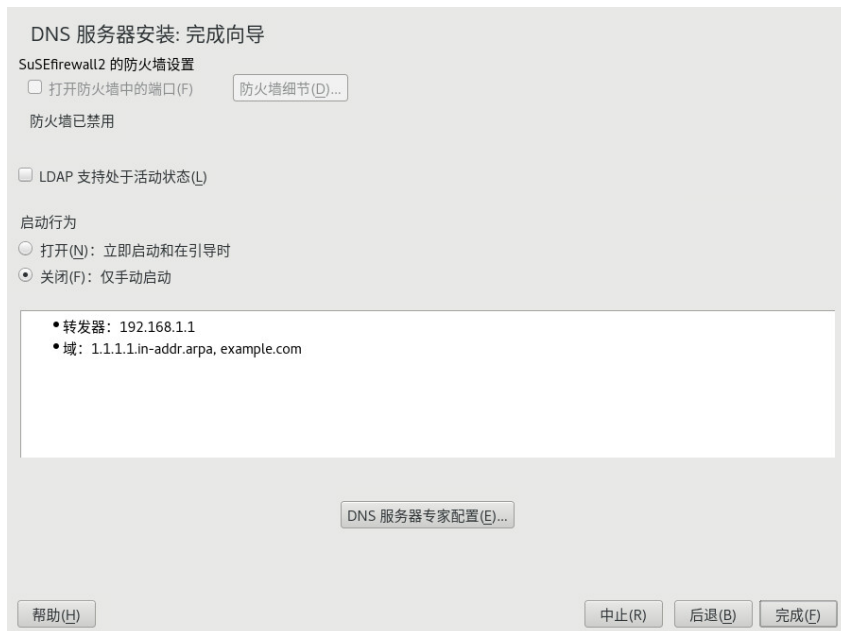 DNS 服务器安装: 完成向导
SuSEfirewall2 的防火墙设置
打开防火墙中的端口(F) 防火墙细节(D)...
防火墙已禁用
LDAP 支持处于活动状态(L)
启动行为
打开(N)：立即启动和在引导时
关闭(F)：仅手动启动
•转发器：192.168.1.1
•域：1.1.1.1.in-addr.arpa, example.com
DNS 服务器专家配置(E)...
帮助(H) 中止(R) 后退(B) 完成(F)